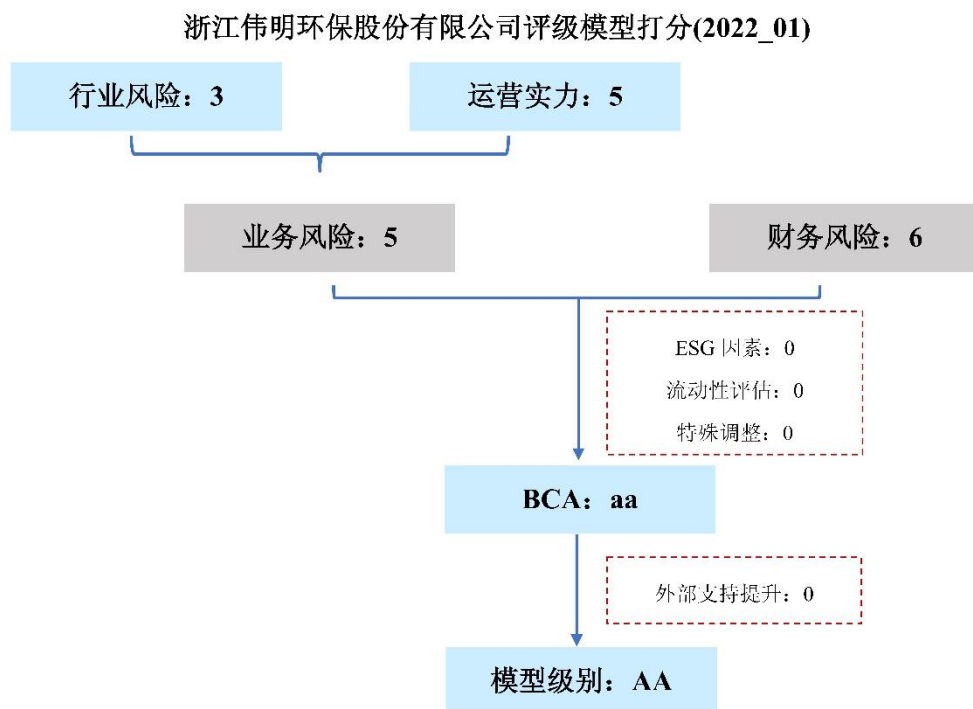 浙江伟明环保股份有限公司评级模型打分(2022_01)
行业风险：3
运营实力：5
业务风险：5
财务风险：6
ESG 因素：0
流动性评估：0
特殊调整：0
BCA：aa
外部支持提升：0
模型级别：AA